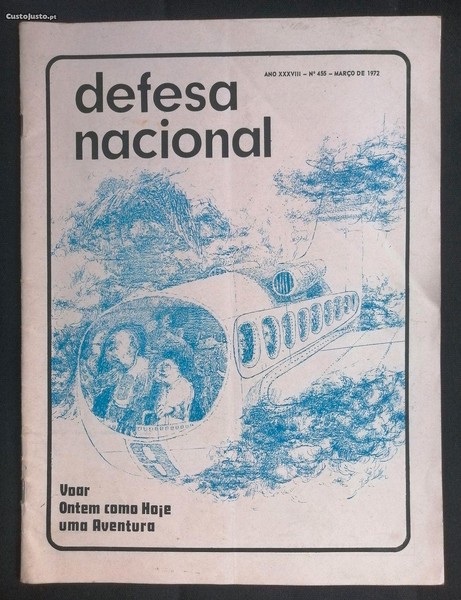 CustoJusto.pt
ANO XXXVIII — Nº 455 — MARÇO DE 1972
defesa
nacional
Voar
Ontem como Hoje
uma Aventura